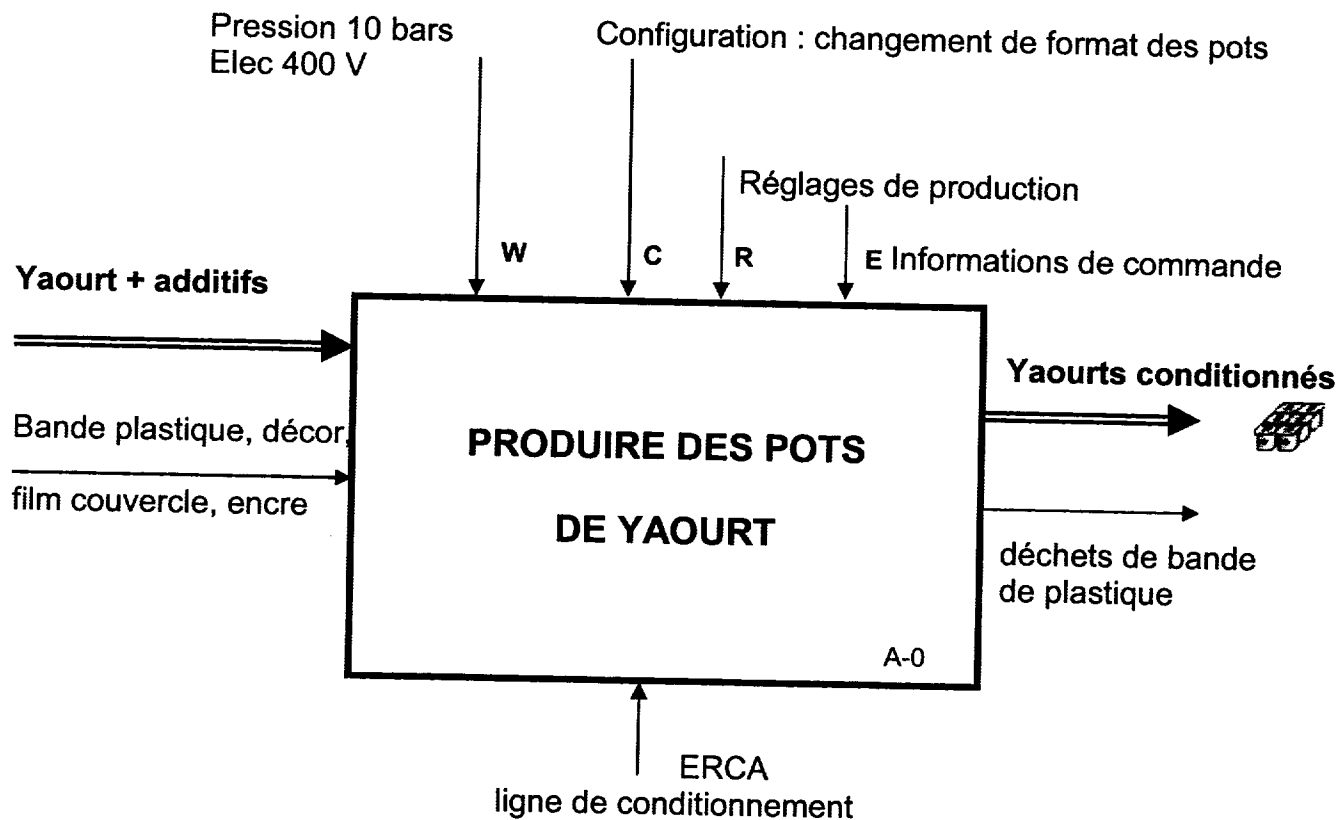 Pression 10 bars
Elec 400 V
Configuration : changement de format des pots
Réglages de production
W
C
R
E Informations de commande
Yaourt + additifs
Yaourts conditionnés
Bande plastique, décor,
film couvercle, encre
PRODUIRE DES POTS
DE YAOURT
déchets de bande
de plastique
A-0
ERCA
ligne de conditionnement